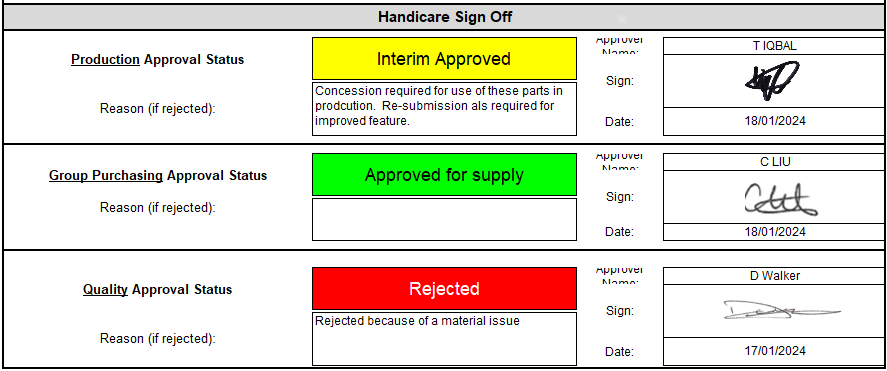 Handicare Sign Off
Production Approval Status
Interim Approved
Approver Name:
T IQBAL
Reason (if rejected):
Concession required for use of these parts in
prodcution. Re-submission als required for
improved feature.
Sign:
Date:
18/01/2024
Group Purchasing Approval Status
Approved for supply
Approver Name:
C LIU
Reason (if rejected):
Sign:
Date:
18/01/2024
Quality Approval Status
Rejected
Approver Name:
D Walker
Reason (if rejected):
Rejected because of a material issue
Sign:
Date:
17/01/2024